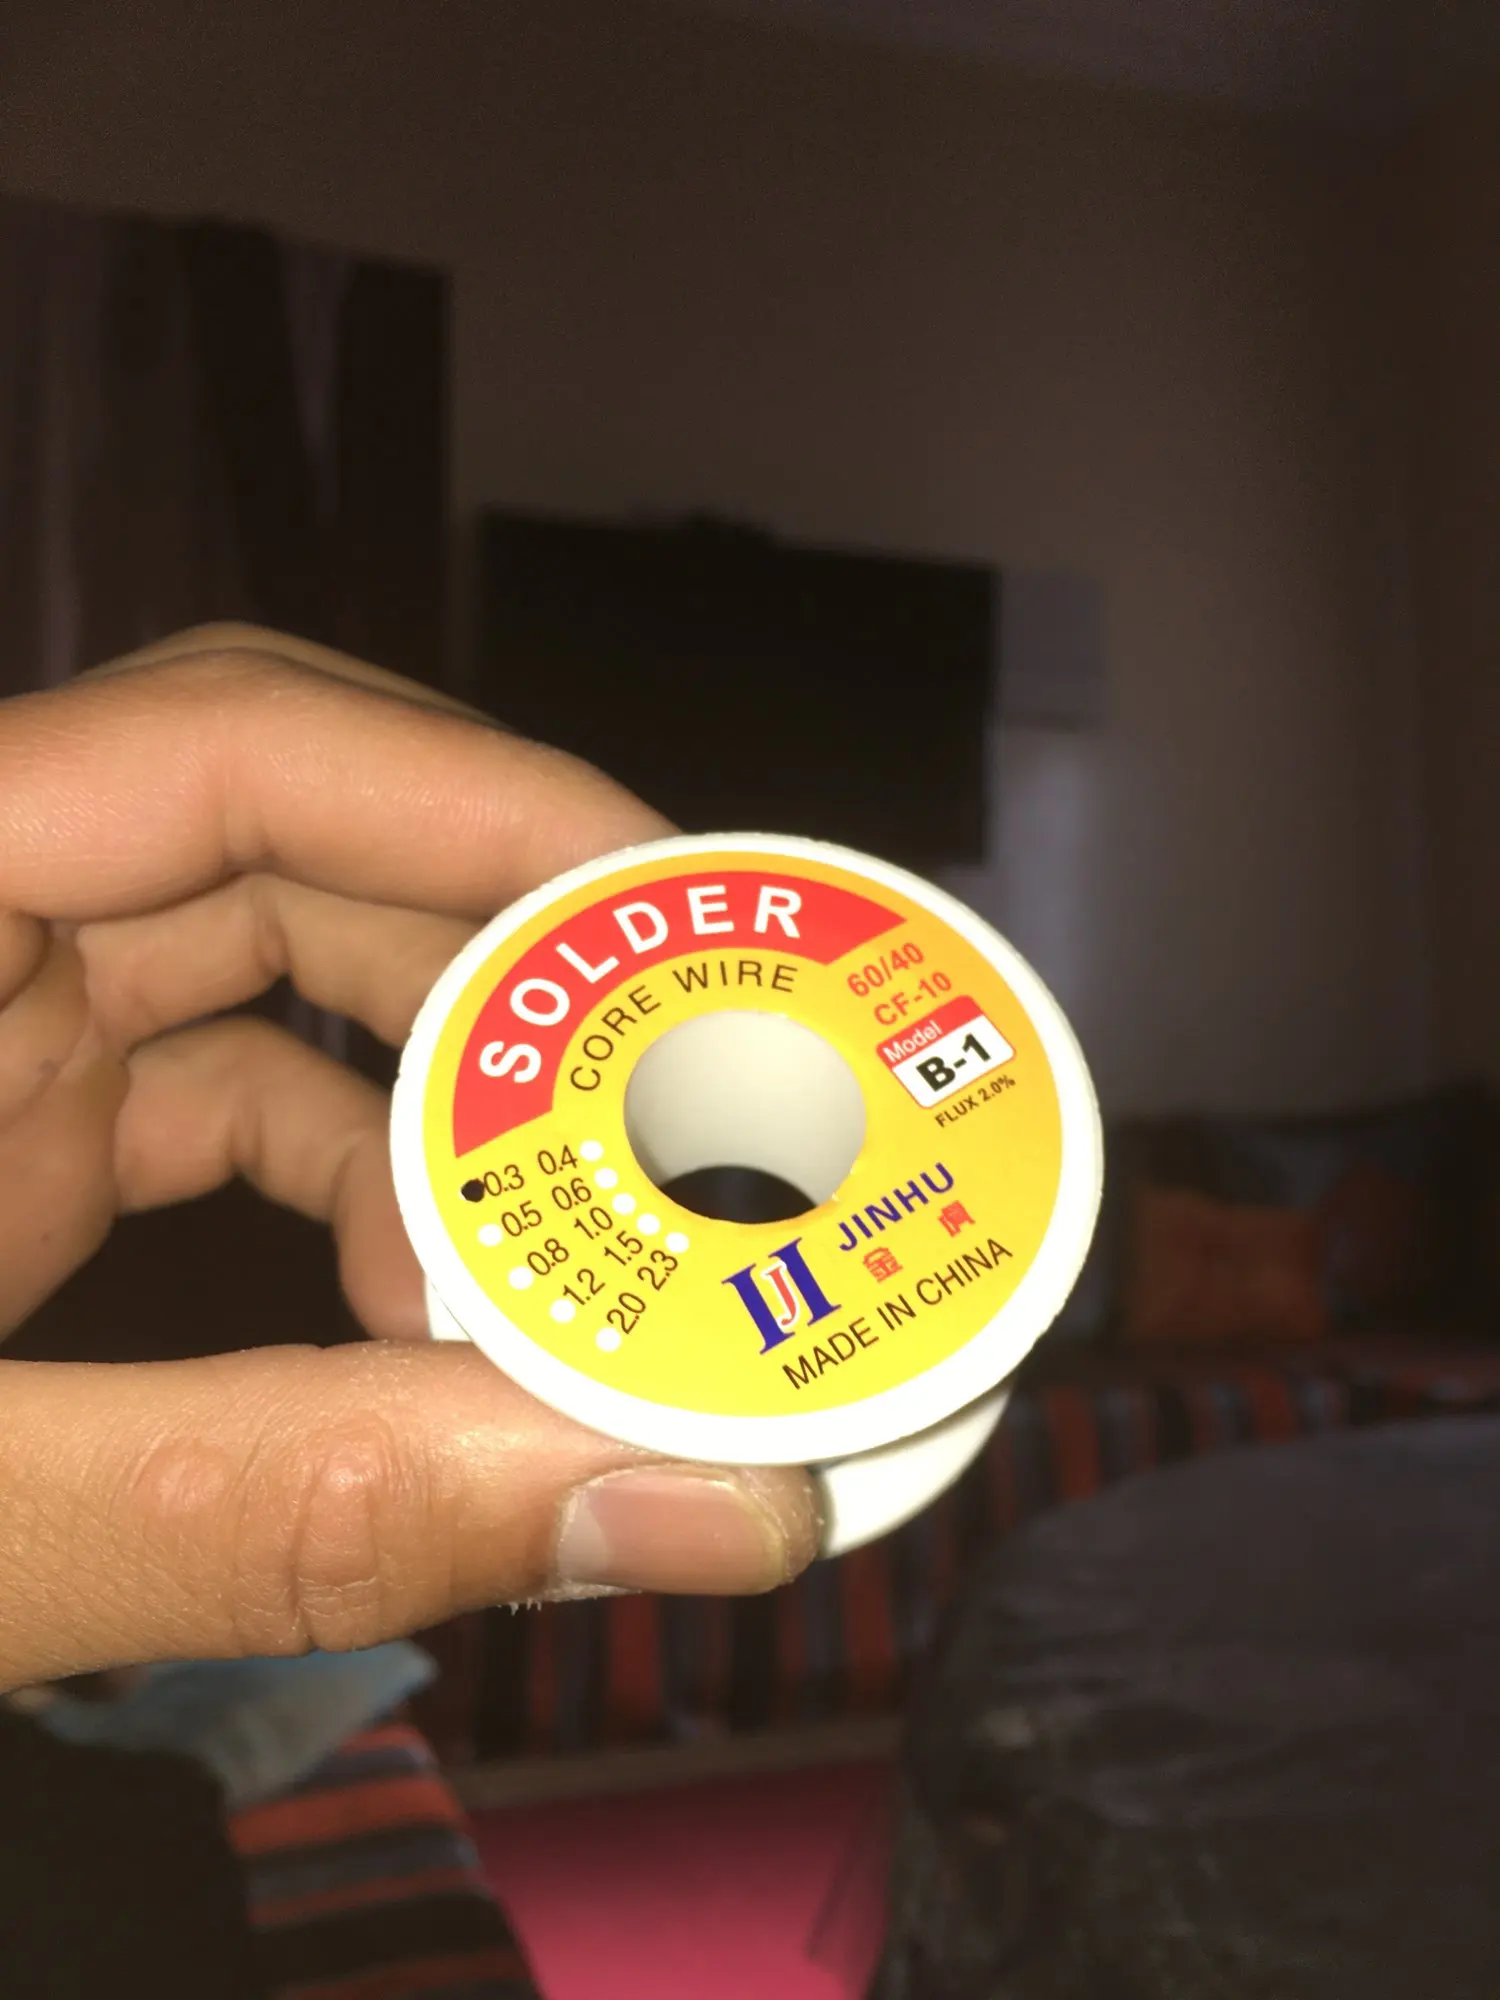 SOLDER
CORE WIRE
60/40
CF-10
Model
B-1
FLUX 2.0%
0.3 0.4
0.5 0.6
0.8 1.0
1.2 1.5
2.0 2.3
J
JINHU
金 虎
MADE IN CHINA